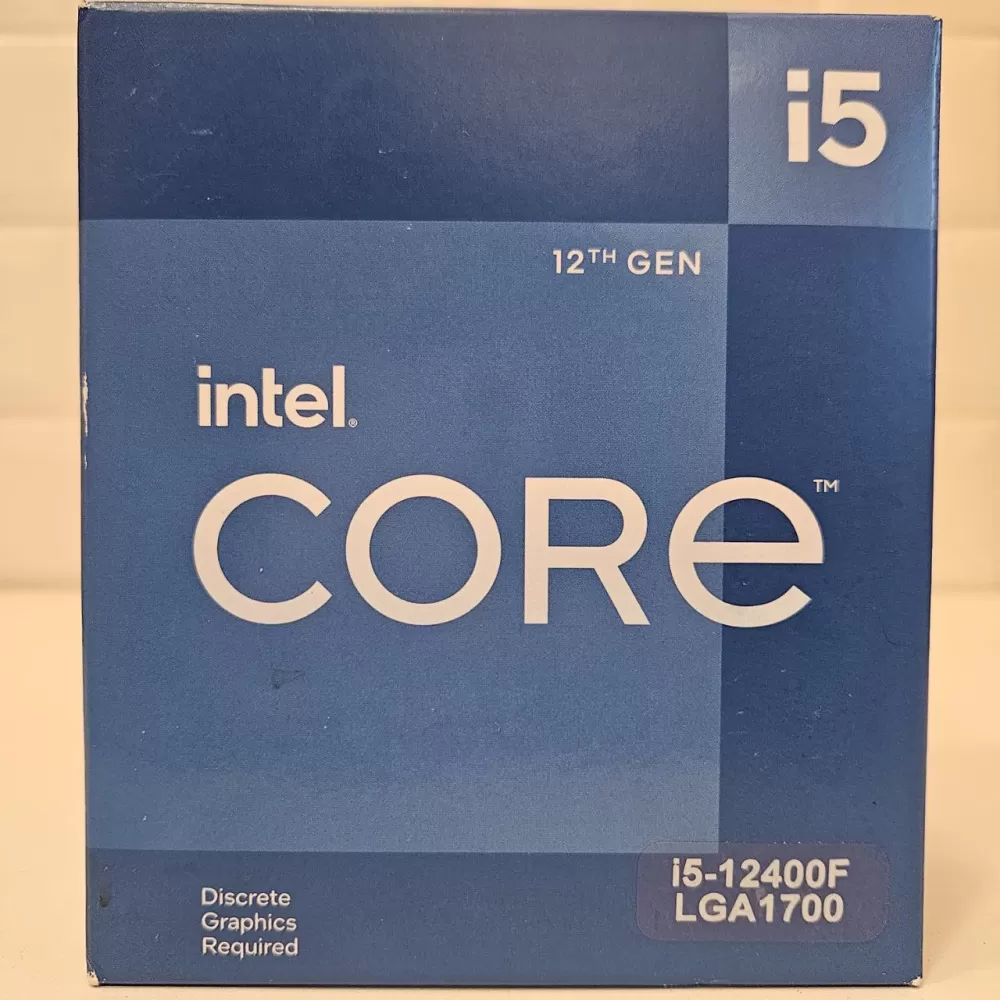 i5
12TH GEN
intel®
CORE™
Discrete
Graphics
Required
i5-12400F
LGA1700